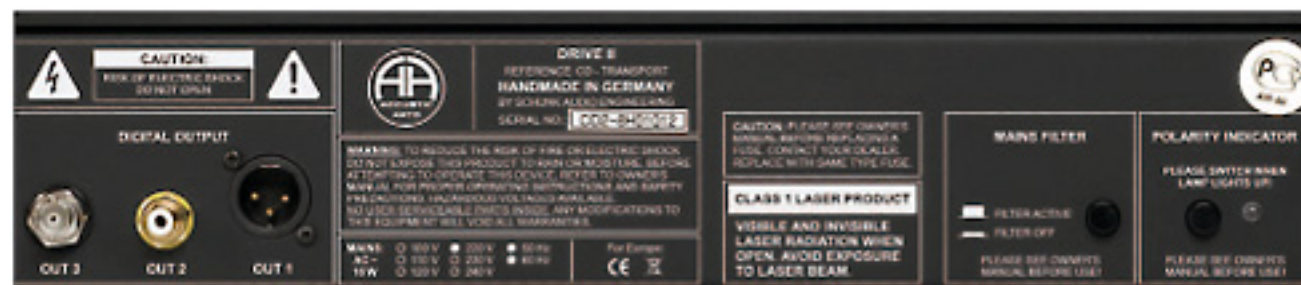 CAUTION:
RISK OF ELECTRIC SHOCK
DO NOT OPEN
DIGITAL OUTPUT
OUT 3
OUT 2
OUT 1
ACCUSTIC
ARTS
DRIVE II
REFERENCE CD-TRANSPORT
HANDMADE IN GERMANY
BY SCHUNK AUDIO ENGINEERING
SERIAL NO:
WARNING: TO REDUCE THE RISK OF FIRE OR ELECTRIC SHOCK
DO NOT EXPOSE THIS PRODUCT TO RAIN OR MOISTURE. BEFORE
ATTEMPTING TO OPERATE THIS DEVICE, REFER TO OWNERS
MANUAL FOR PROPER OPERATING INSTRUCTIONS AND SAFETY
PRECAUTIONS. HAZARDOUS VOLTAGES AVAILABLE.
NO USER SERVICEABLE PARTS INSIDE. ANY MODIFICATIONS TO
THIS EQUIPMENT WILL VOID ALL WARRANTIES.
MAINS 100 V 220 V 50 Hz
AC~ 110 V 230 V 60 Hz
15 W 120 V 240 V
For Europe:
CE
CAUTION: PLEASE SEE OWNER'S
MANUAL BEFORE REPLACING A
FUSE. CONTACT YOUR DEALER.
REPLACE WITH SAME TYPE FUSE.
CLASS 1 LASER PRODUCT
VISIBLE AND INVISIBLE
LASER RADIATION WHEN
OPEN. AVOID EXPOSURE
TO LASER BEAM.
MAINS FILTER
FILTER ACTIVE
FILTER OFF
PLEASE SEE OWNER'S
MANUAL BEFORE USE!
POLARITY INDICATOR
PLEASE SWITCH WHEN
LAMP LIGHTS UP!
PLEASE SEE OWNER'S
MANUAL BEFORE USE!